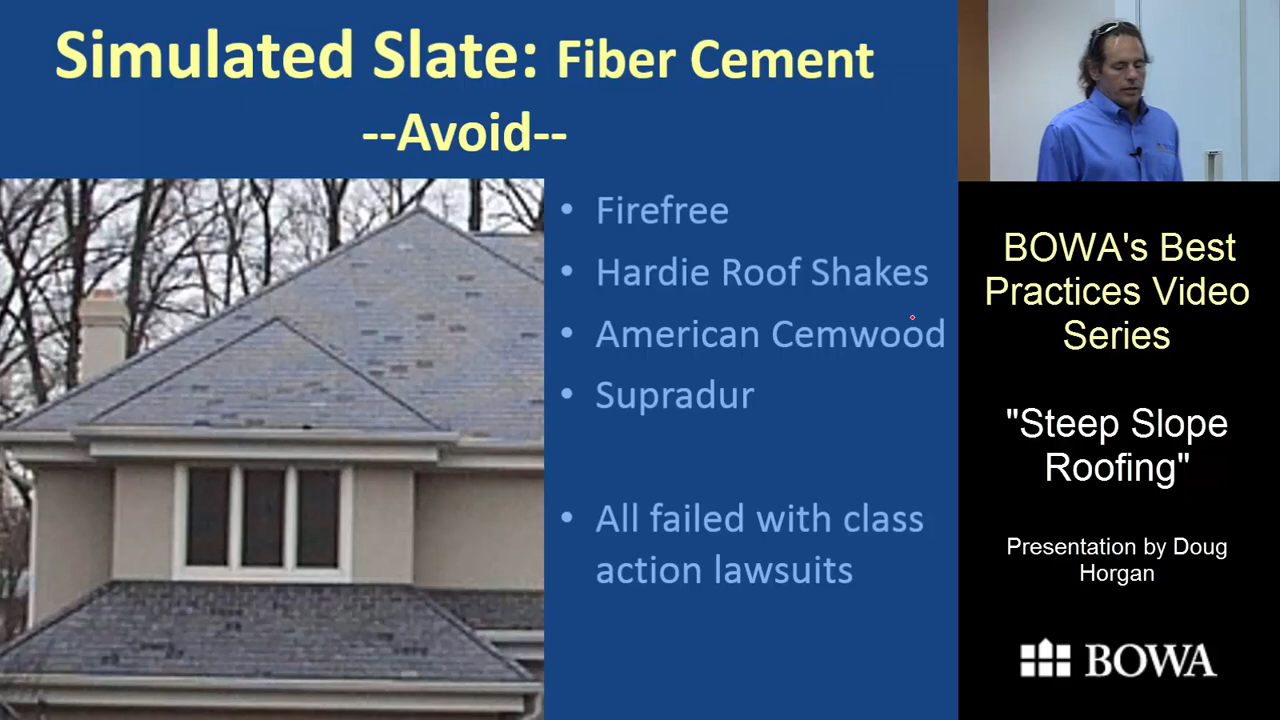 Simulated Slate: Fiber Cement
--Avoid--
• Firefree
• Hardie Roof Shakes
• American Cemwood
• Supradur
• All failed with class
action lawsuits
BOWA's Best
Practices Video
Series
"Steep Slope
Roofing"
Presentation by Doug
Horgan
BOWA